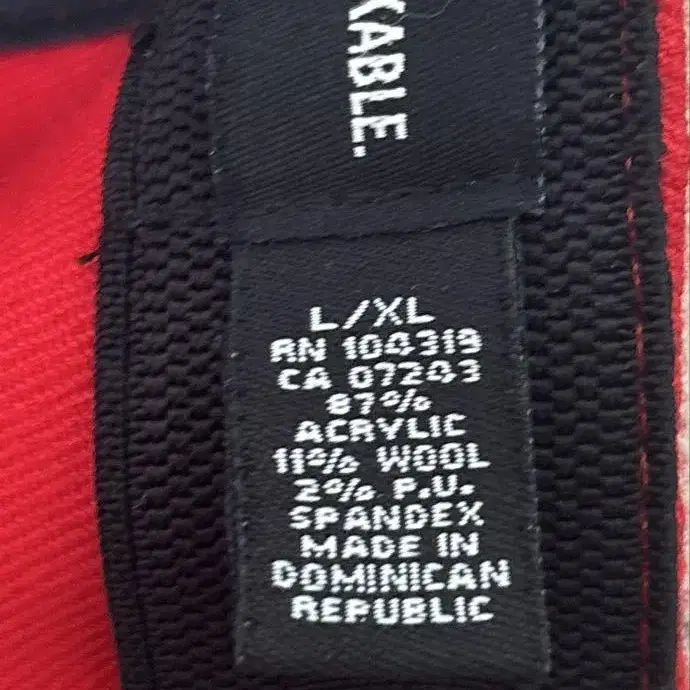 KABLE.
L/XL
RN 104319
CA 07243
87%
ACRYLIC
11% WOOL
2% P.U.
SPANDEX
MADE IN
DOMINICAN
REPUBLIC